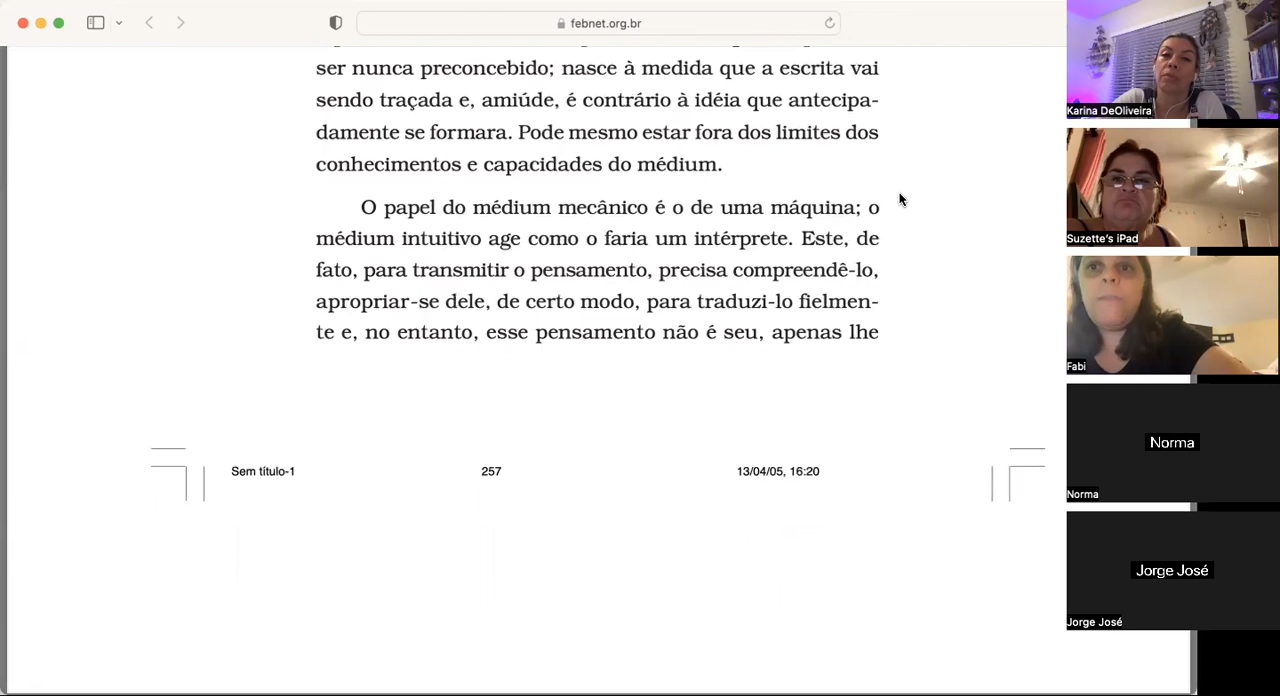 febnet.org.br
ser nunca preconcebido; nasce à medida que a escrita vai
sendo traçada e, amiúde, é contrário à idéia que antecipa-
damente se formara. Pode mesmo estar fora dos limites dos
conhecimentos e capacidades do médium.
O papel do médium mecânico é o de uma máquina; o
médium intuitivo age como o faria um intérprete. Este, de
fato, para transmitir o pensamento, precisa compreendê-lo,
apropriar-se dele, de certo modo, para traduzi-lo fielmen-
te e, no entanto, esse pensamento não é seu, apenas lhe
Sem título-1 257 13/04/05, 16:20
Karina DeOliveira
Suzette's iPad
Fabi
Norma
Norma
Jorge José
Jorge José